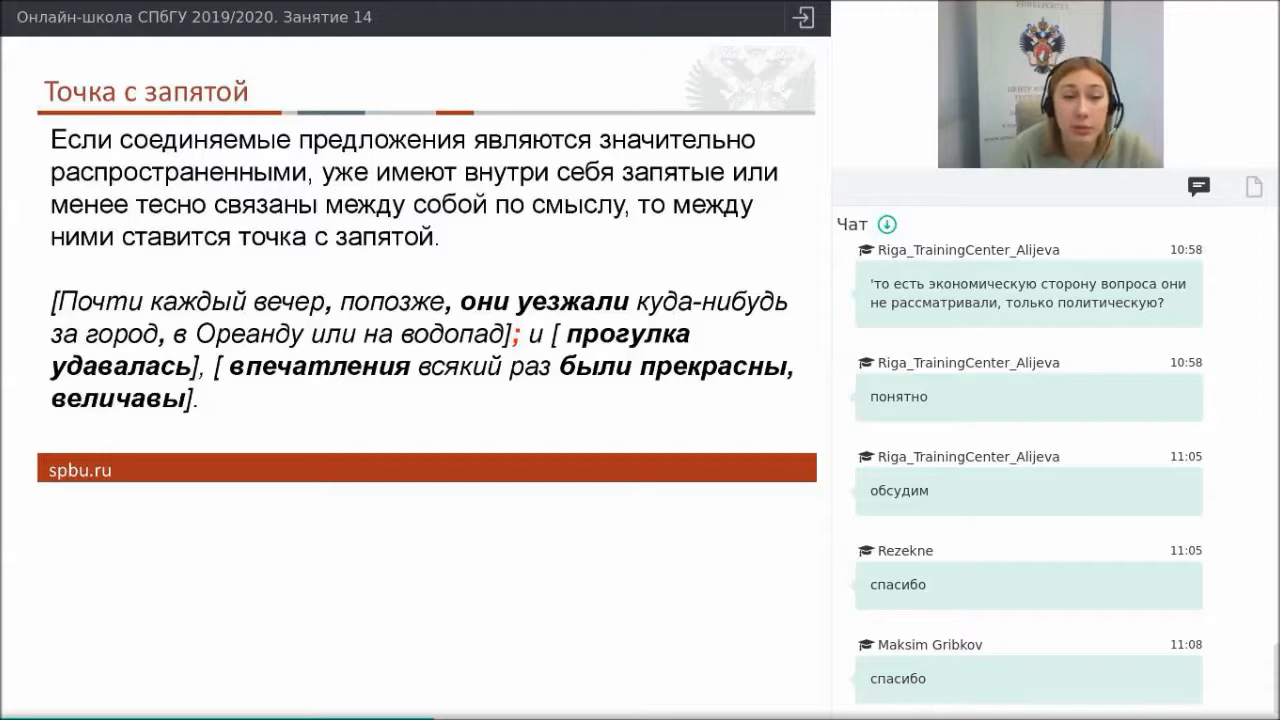 Онлайн-школа СПбГУ 2019/2020. Занятие 14
Точка с запятой
Если соединяемые предложения являются значительно
распространенными, уже имеют внутри себя запятые или
менее тесно связаны между собой по смыслу, то между
ними ставится точка с запятой.
[Почти каждый вечер, попозже, они уезжали куда-нибудь
за город, в Ореанду или на водопад]; и [ прогулка
удавалась], [ впечатления всякий раз были прекрасны,
величавы].
spbu.ru
Чат
Riga_TrainingCenter_Alijeva 10:58
'то есть экономическую сторону вопроса они
не рассматривали, только политическую?
Riga_TrainingCenter_Alijeva 10:58
понятно
Riga_TrainingCenter_Alijeva 11:05
обсудим
Rezekne 11:05
спасибо
Maksim Gribkov 11:08
спасибо